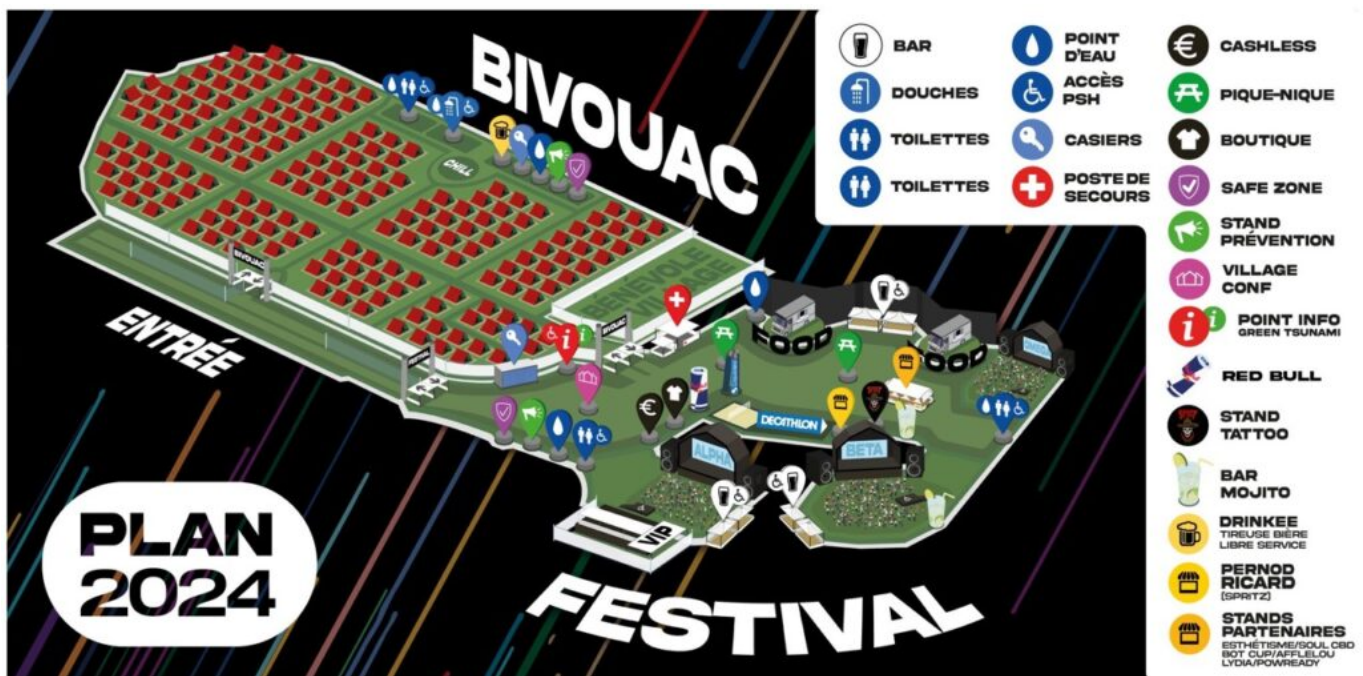 BIVOUAC
CHILL
BIVOUAC
ENTRÉE
BÉNÉVOLE
VILLAGE
BIVOUAC
FESTIVAL
FOOD
FOOD
OMEGA
DECATHLON
ALPHA
BETA
VIP
FESTIVAL
PLAN
2024
BAR
DOUCHES
TOILETTES
TOILETTES
POINT
D'EAU
ACCÈS
PSH
CASIERS
POSTE DE
SECOURS
CASHLESS
PIQUE-NIQUE
BOUTIQUE
SAFE ZONE
STAND
PRÉVENTION
VILLAGE
CONF
POINT INFO
GREEN TSUNAMI
RED BULL
STAND
TATTOO
BAR
MOJITO
DRINKEE
TIREUSE BIÈRE
LIBRE SERVICE
PERNOD
RICARD
(SPRITZ)
STANDS
PARTENAIRES
ESTHÉTISME/SOUL CBD
BOT CUP/AFFLELOU
LYDIA/POWREADY